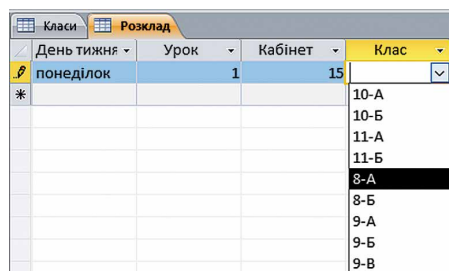 Класи Розклад
День тижня Урок Кабінет Клас
понеділок 1 15
10-А
10-Б
11-А
11-Б
8-А
8-Б
9-А
9-Б
9-В